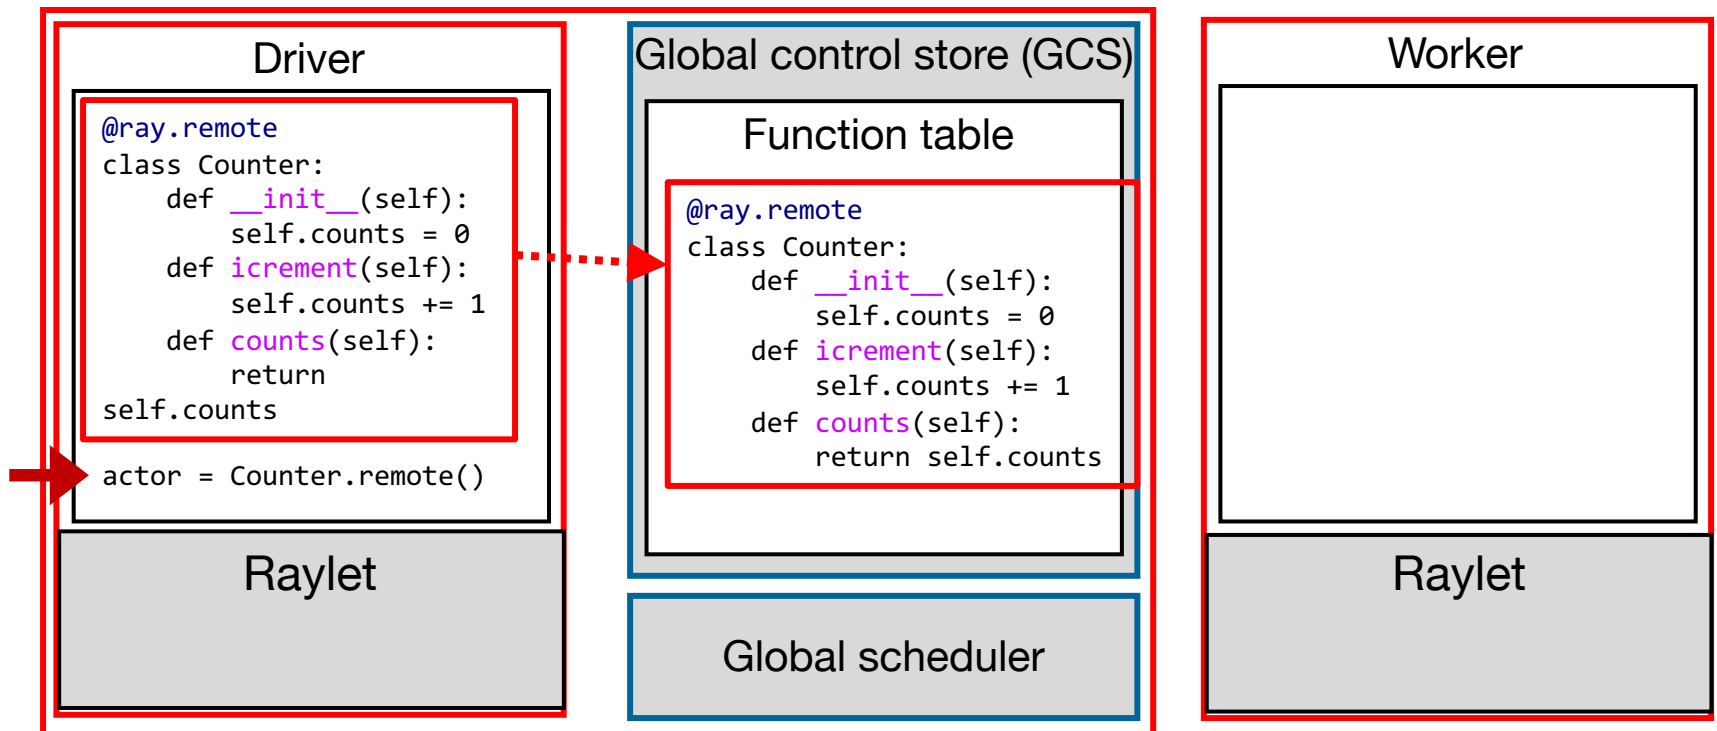 Driver
@ray.remote
class Counter:
    def __init__(self):
        self.counts = 0
    def icrement(self):
        self.counts += 1
    def counts(self):
        return
self.counts
actor = Counter.remote()
Raylet
Global control store (GCS)
Function table
@ray.remote
class Counter:
    def __init__(self):
        self.counts = 0
    def icrement(self):
        self.counts += 1
    def counts(self):
        return self.counts
Global scheduler
Worker
Raylet